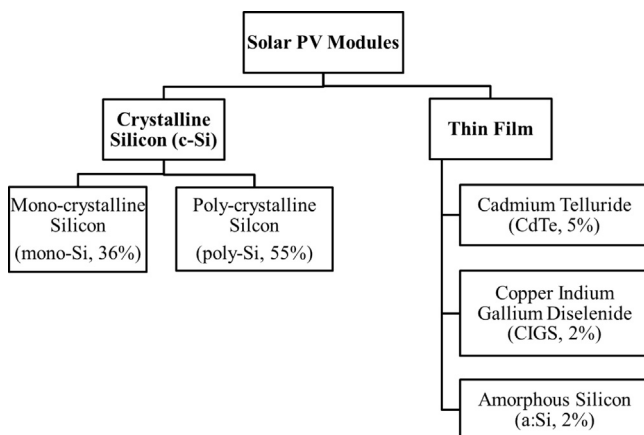 Solar PV Modules
Crystalline
Silicon (c-Si)
Thin Film
Mono-crystalline
Silicon
(mono-Si, 36%)
Poly-crystalline
Silcon
(poly-Si, 55%)
Cadmium Telluride
(CdTe, 5%)
Copper Indium
Gallium Diselenide
(CIGS, 2%)
Amorphous Silicon
(a:Si, 2%)